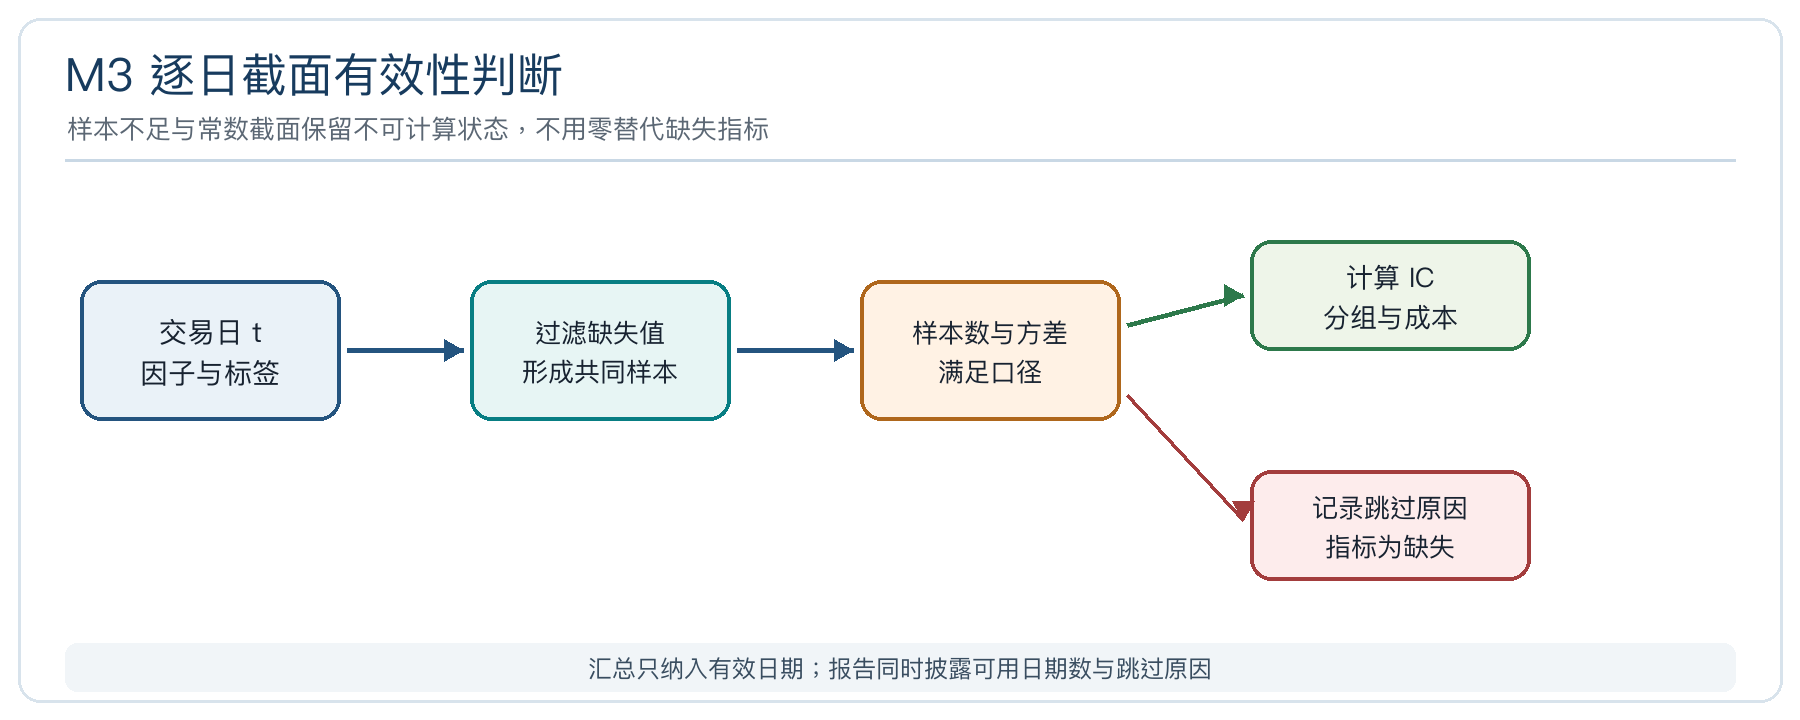 M3 逐日截面有效性判断
样本不足与常数截面保留不可计算状态，不用零替代缺失指标
交易日 t
因子与标签
过滤缺失值
形成共同样本
样本数与方差
满足口径
计算 IC
分组与成本
记录跳过原因
指标为缺失
汇总只纳入有效日期；报告同时披露可用日期数与跳过原因